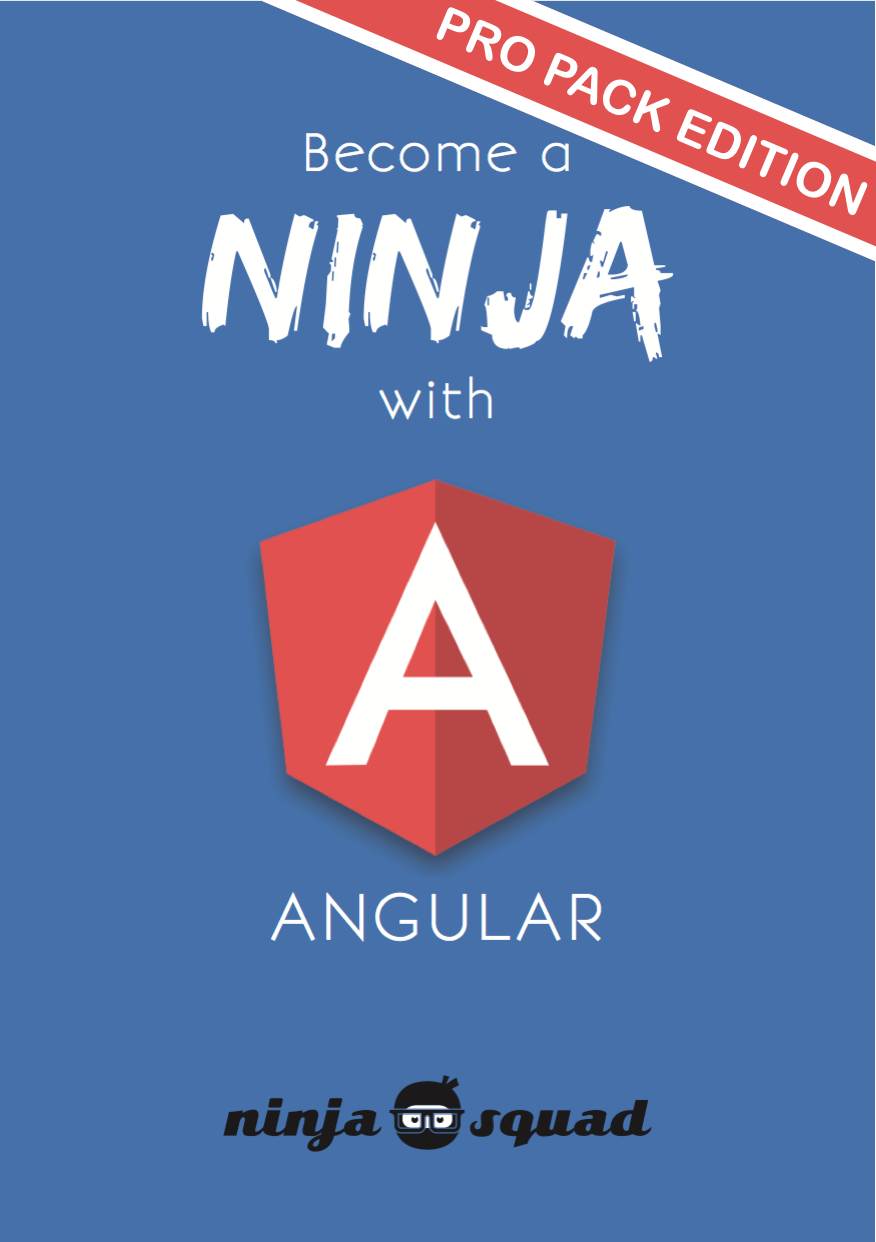 PRO PACK EDITION
Become a
NINJA
with
A
ANGULAR
ninja squad